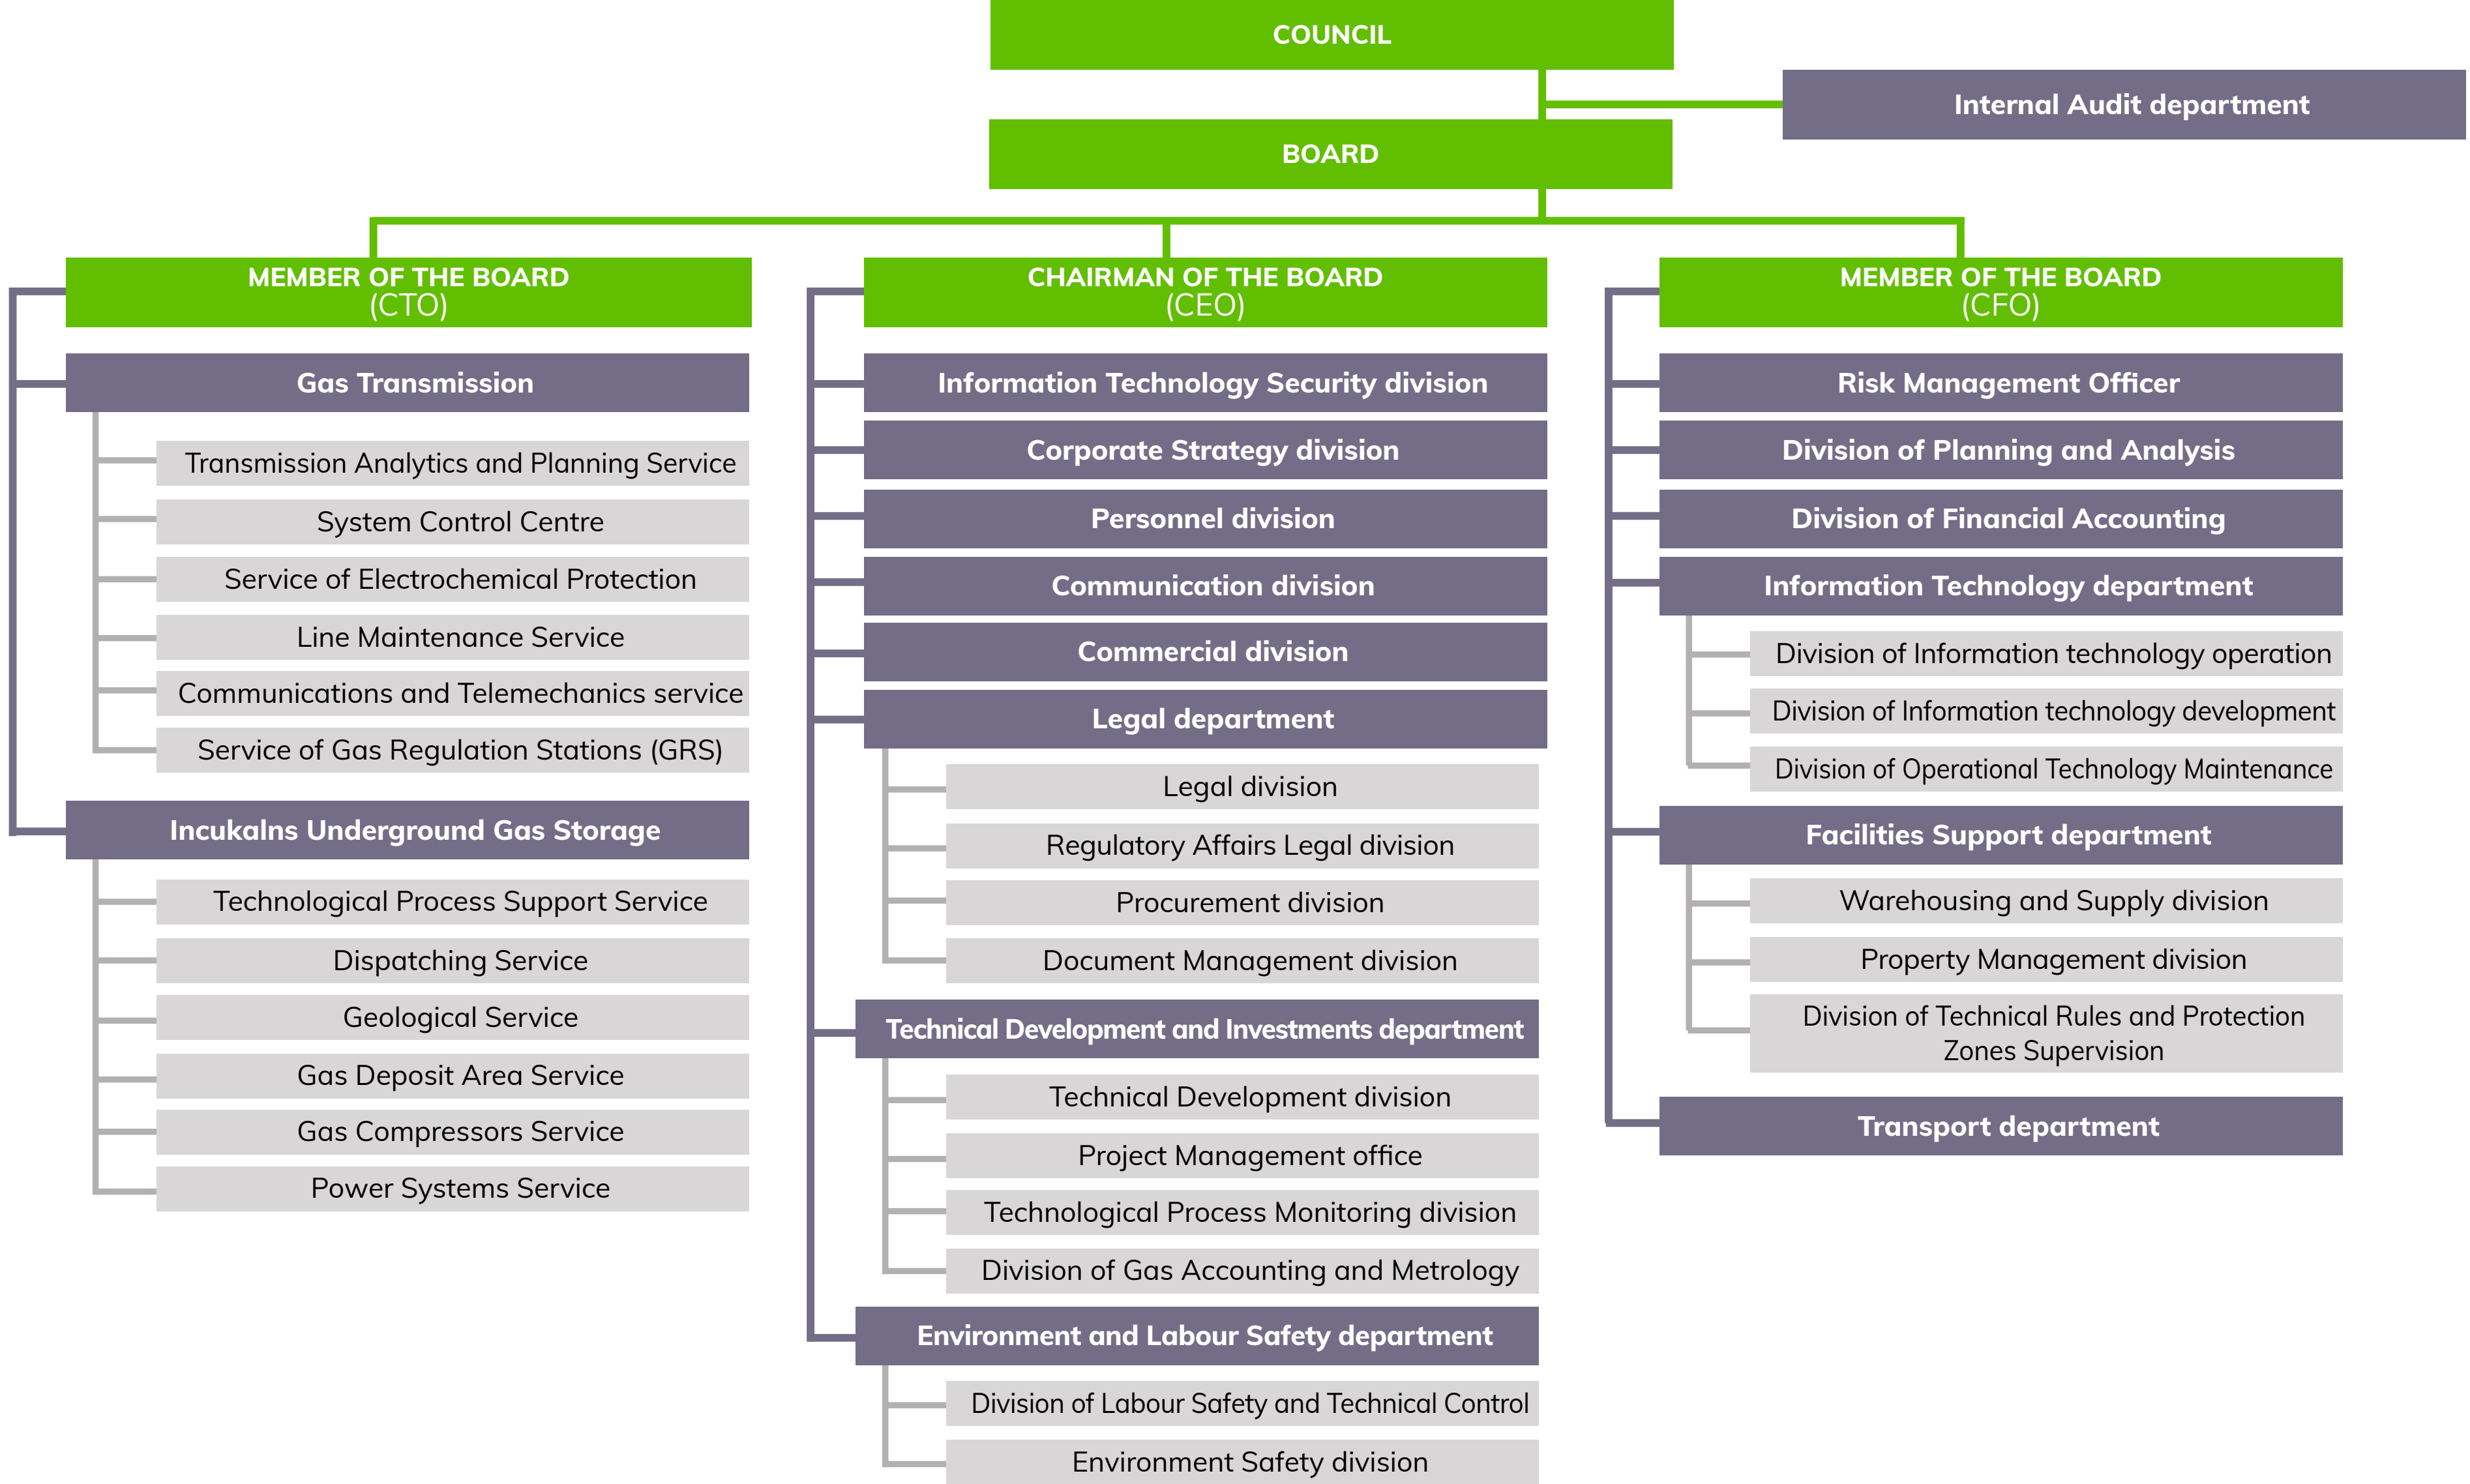 COUNCIL
Internal Audit department
BOARD
MEMBER OF THE BOARD
(CTO)
Gas Transmission
Transmission Analytics and Planning Service
System Control Centre
Service of Electrochemical Protection
Line Maintenance Service
Communications and Telemechanics service
Service of Gas Regulation Stations (GRS)
Incukalns Underground Gas Storage
Technological Process Support Service
Dispatching Service
Geological Service
Gas Deposit Area Service
Gas Compressors Service
Power Systems Service
CHAIRMAN OF THE BOARD
(CEO)
Information Technology Security division
Corporate Strategy division
Personnel division
Communication division
Commercial division
Legal department
Legal division
Regulatory Affairs Legal division
Procurement division
Document Management division
Technical Development and Investments department
Technical Development division
Project Management office
Technological Process Monitoring division
Division of Gas Accounting and Metrology
Environment and Labour Safety department
Division of Labour Safety and Technical Control
Environment Safety division
MEMBER OF THE BOARD
(CFO)
Risk Management Officer
Division of Planning and Analysis
Division of Financial Accounting
Information Technology department
Division of Information technology operation
Division of Information technology development
Division of Operational Technology Maintenance
Facilities Support department
Warehousing and Supply division
Property Management division
Division of Technical Rules and Protection
Zones Supervision
Transport department